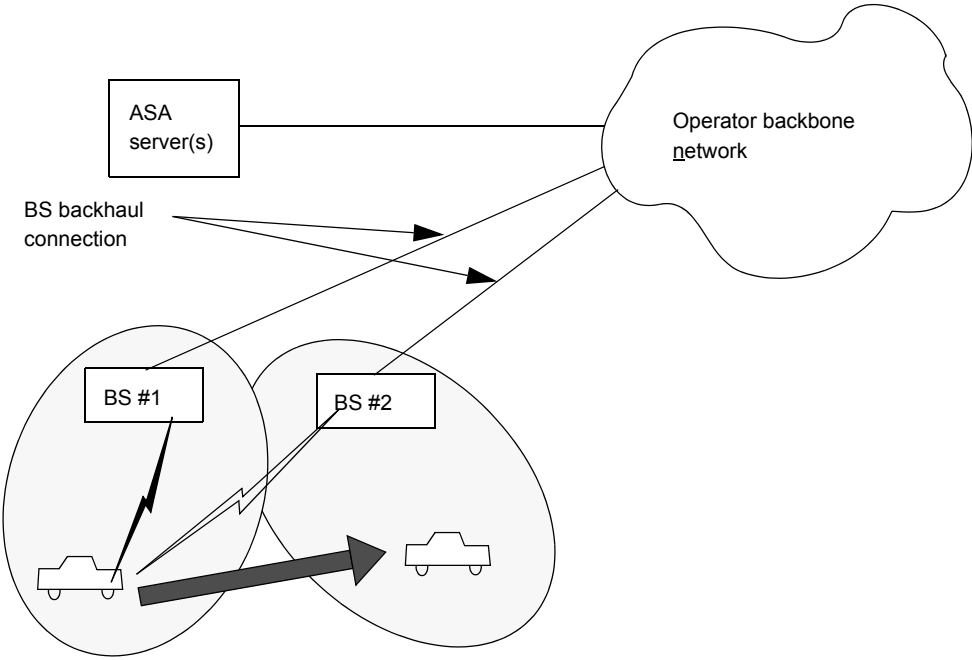 ASA
server(s)
Operator backbone
network
BS backhaul
connection
BS #1
BS #2